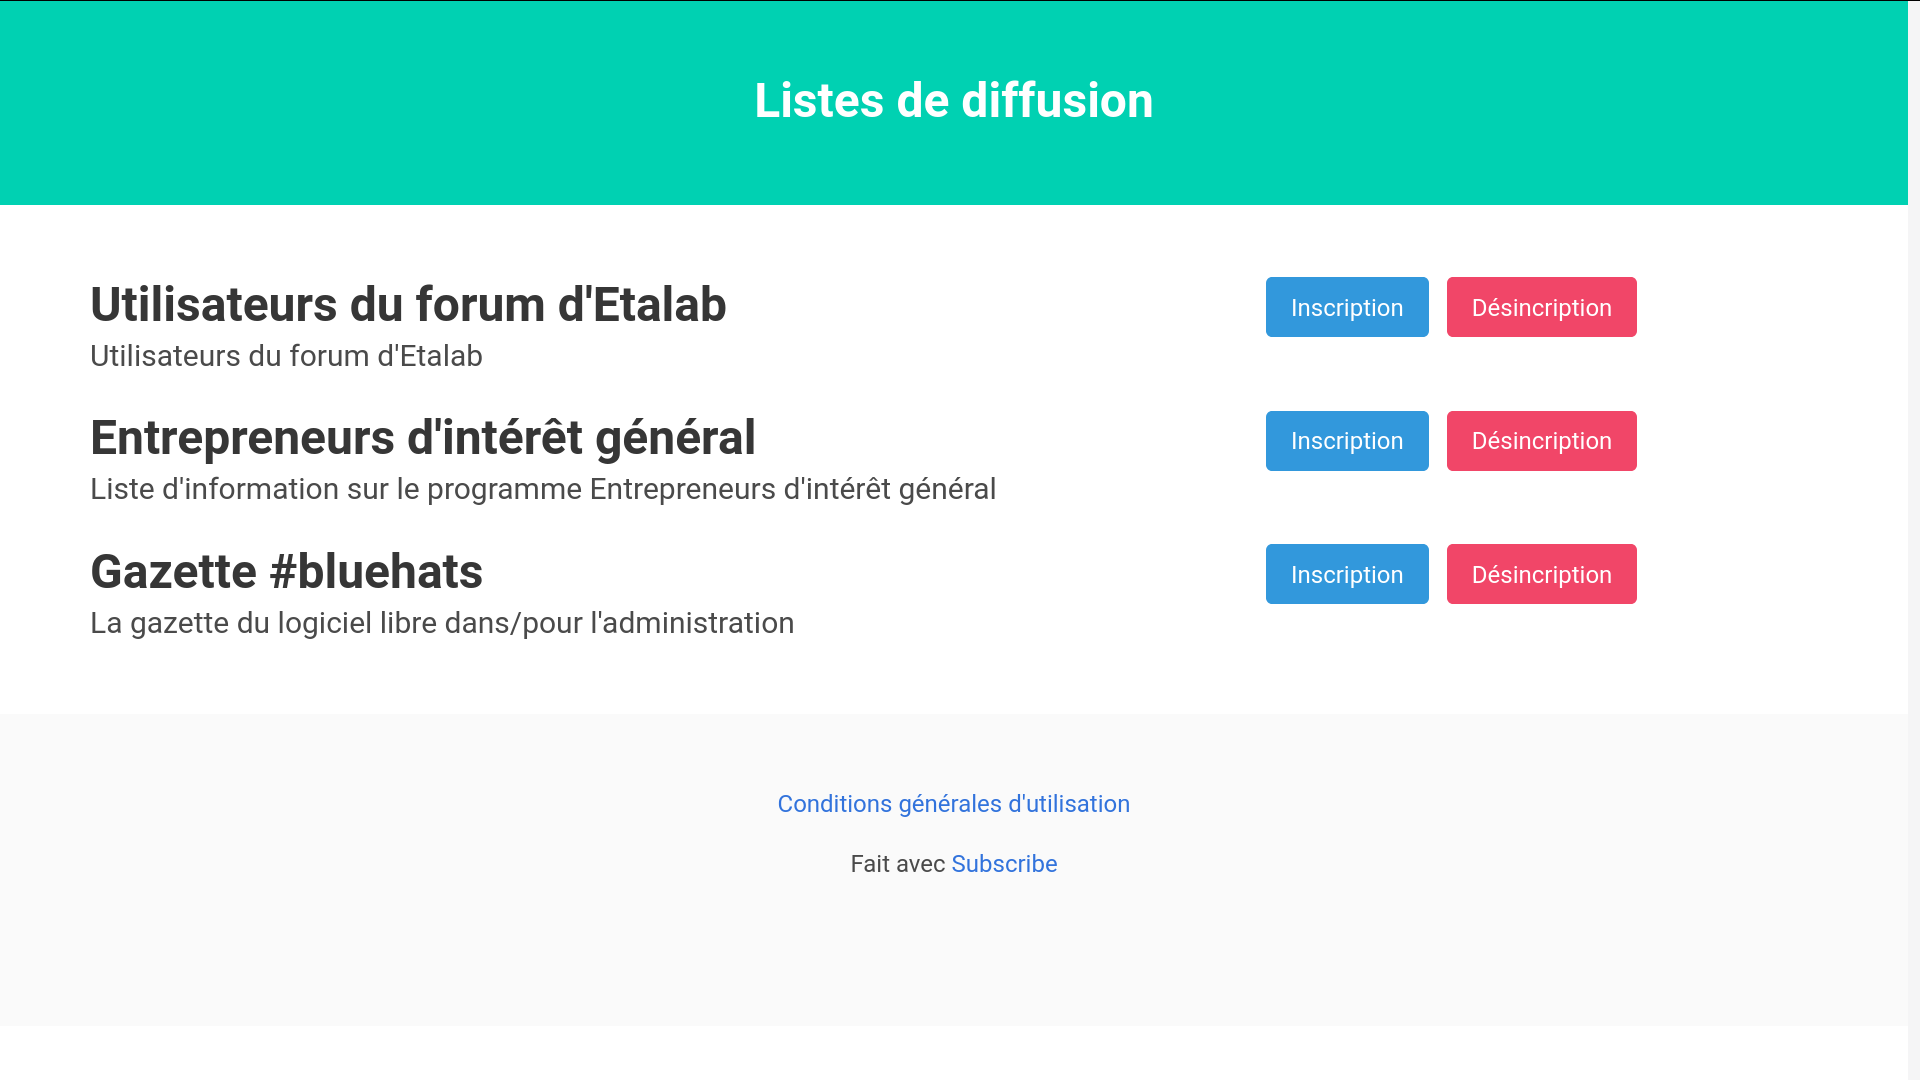 Listes de diffusion
Utilisateurs du forum d'Etalab
Inscription Désincription
Utilisateurs du forum d'Etalab
Entrepreneurs d'intérêt général
Inscription Désincription
Liste d'information sur le programme Entrepreneurs d'intérêt général
Gazette #bluehats
Inscription Désincription
La gazette du logiciel libre dans/pour l'administration
Conditions générales d'utilisation
Fait avec Subscribe